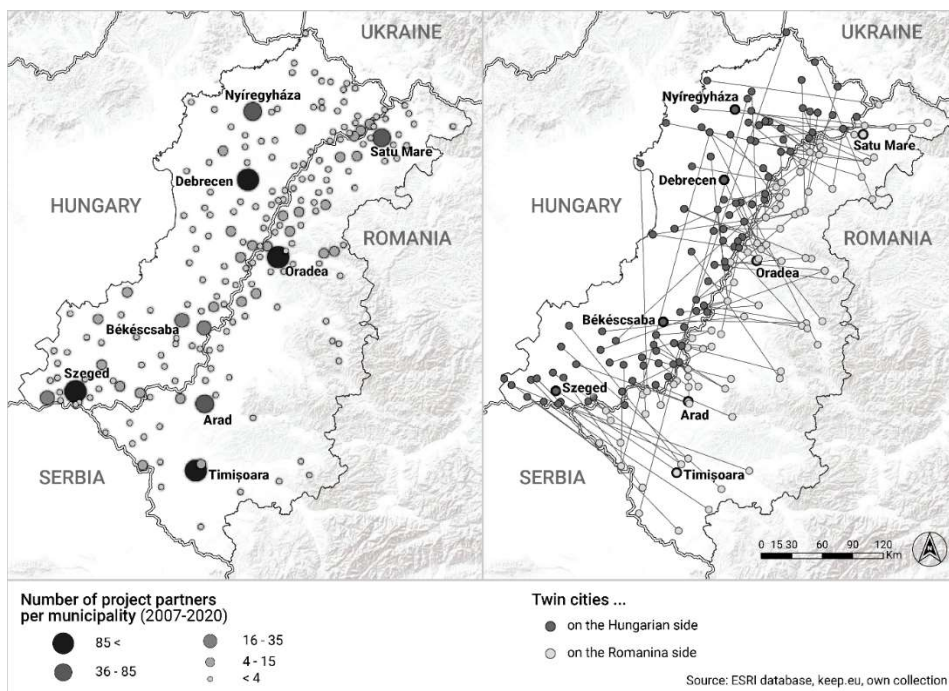 UKRAINE
Nyíregyháza
Satu Mare
Debrecen
HUNGARY
ROMANIA
Oradea
Békéscsaba
Szeged
Arad
SERBIA
Timișoara
UKRAINE
Nyíregyháza
Satu Mare
Debrecen
HUNGARY
ROMANIA
Oradea
Békéscsaba
Szeged
Arad
SERBIA
Timișoara
0 15 30 60 90 120
Km
Number of project partners
per municipality (2007-2020)
85 <
36 - 85
16 - 35
4 - 15
< 4
Twin cities ...
on the Hungarian side
on the Romanina side
Source: ESRI database, keep.eu, own collection